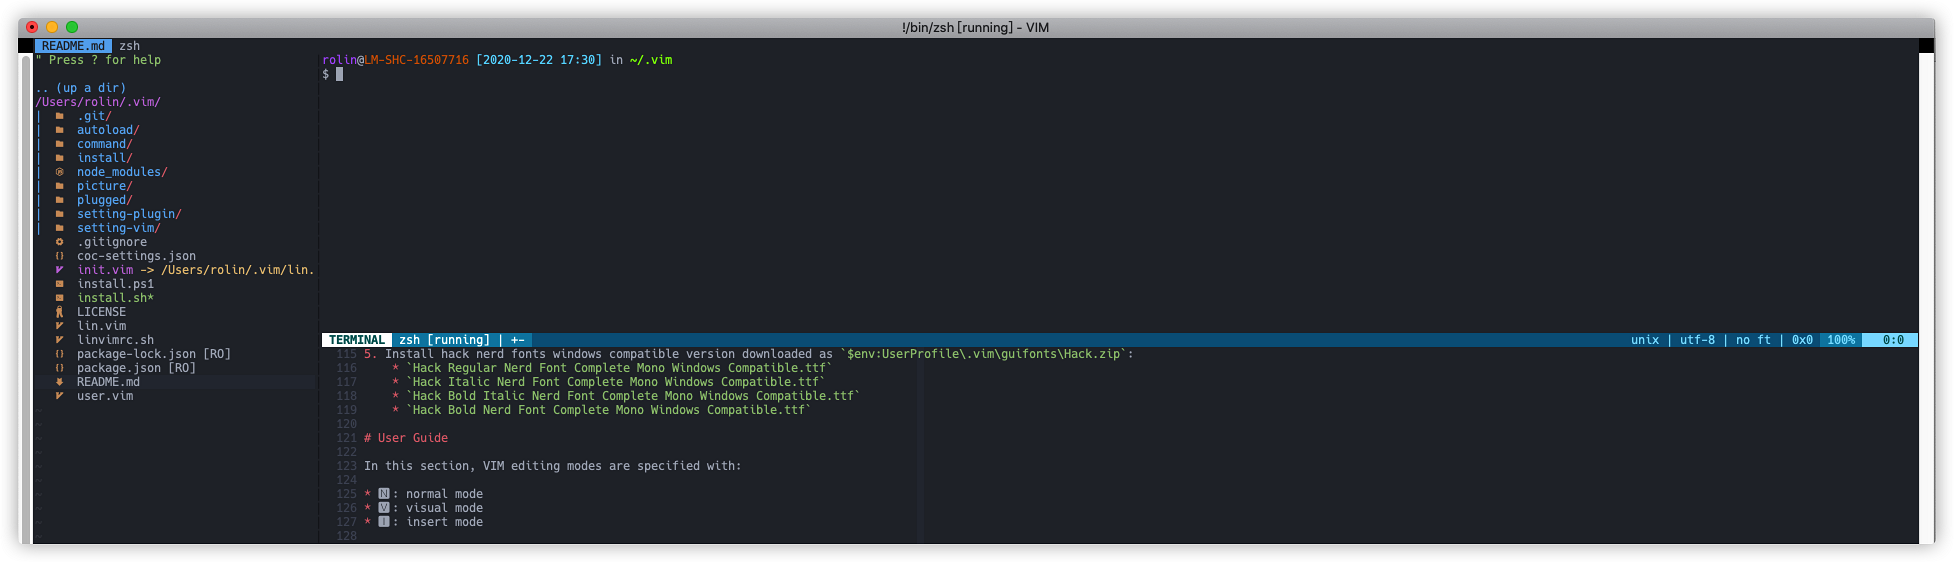 !/bin/zsh [running] - VIM
README.md zsh
" Press ? for help
.. (up a dir)
/Users/rolin/.vim/
| .git/
| autoload/
| command/
| install/
| node_modules/
| picture/
| plugged/
| setting-plugin/
| setting-vim/
.gitignore
{} coc-settings.json
init.vim -> /Users/rolin/.vim/lin.
install.ps1
install.sh*
LICENSE
lin.vim
linvimrc.sh
{} package-lock.json [RO]
{} package.json [RO]
README.md
user.vim
~
~
~
~
~
~
~
~
~
~
rolin@LM-SHC-16507716 [2020-12-22 17:30] in ~/.vim
$
TERMINAL zsh [running] | +- unix | utf-8 | no ft | 0x0 100% 0:0
115 5. Install hack nerd fonts windows compatible version downloaded as `$env:UserProfile\.vim\guifonts\Hack.zip`:
116 * `Hack Regular Nerd Font Complete Mono Windows Compatible.ttf`
117 * `Hack Italic Nerd Font Complete Mono Windows Compatible.ttf`
118 * `Hack Bold Italic Nerd Font Complete Mono Windows Compatible.ttf`
119 * `Hack Bold Nerd Font Complete Mono Windows Compatible.ttf`
120
121 # User Guide
122
123 In this section, VIM editing modes are specified with:
124
125 * N: normal mode
126 * V: visual mode
127 * I: insert mode
128